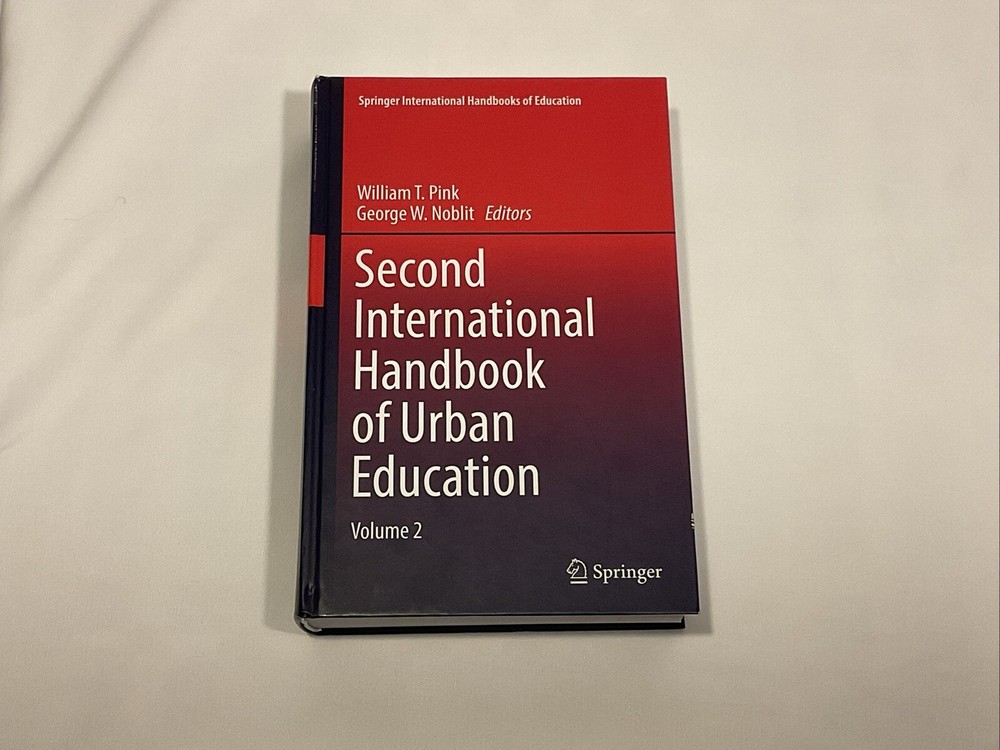 Springer International Handbooks of Education
William T. Pink
George W. Noblit Editors
Second
International
Handbook
of Urban
Education
Volume 2
Springer